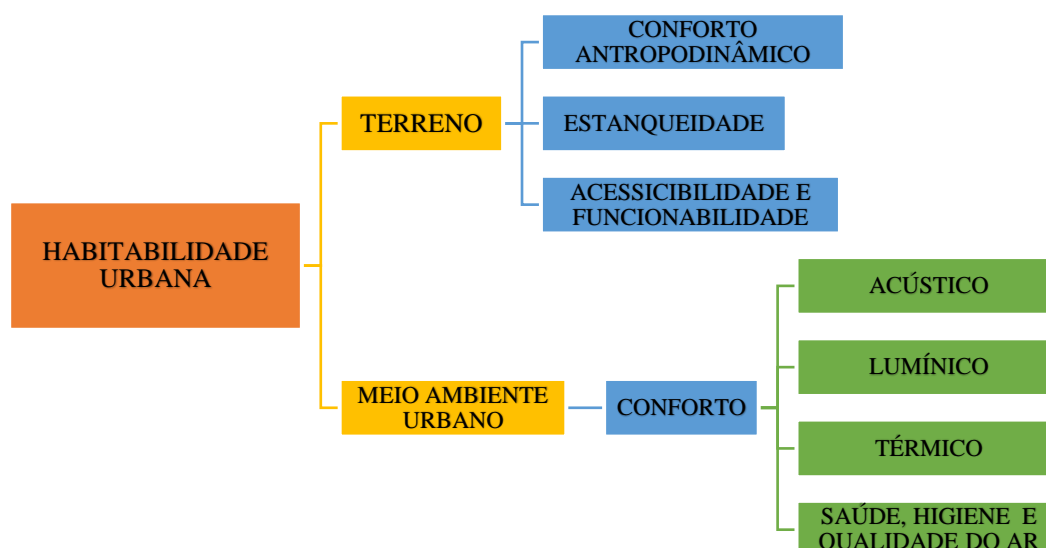 CONFORTO
ANTROPODINÂMICO
TERRENO
ESTANQUEIDADE
ACESSICIBILIDADE E
FUNCIONABILIDADE
HABITABILIDADE
URBANA
ACÚSTICO
LUMÍNICO
MEIO AMBIENTE
URBANO
CONFORTO
TÉRMICO
SAÚDE, HIGIENE E
QUALIDADE DO AR